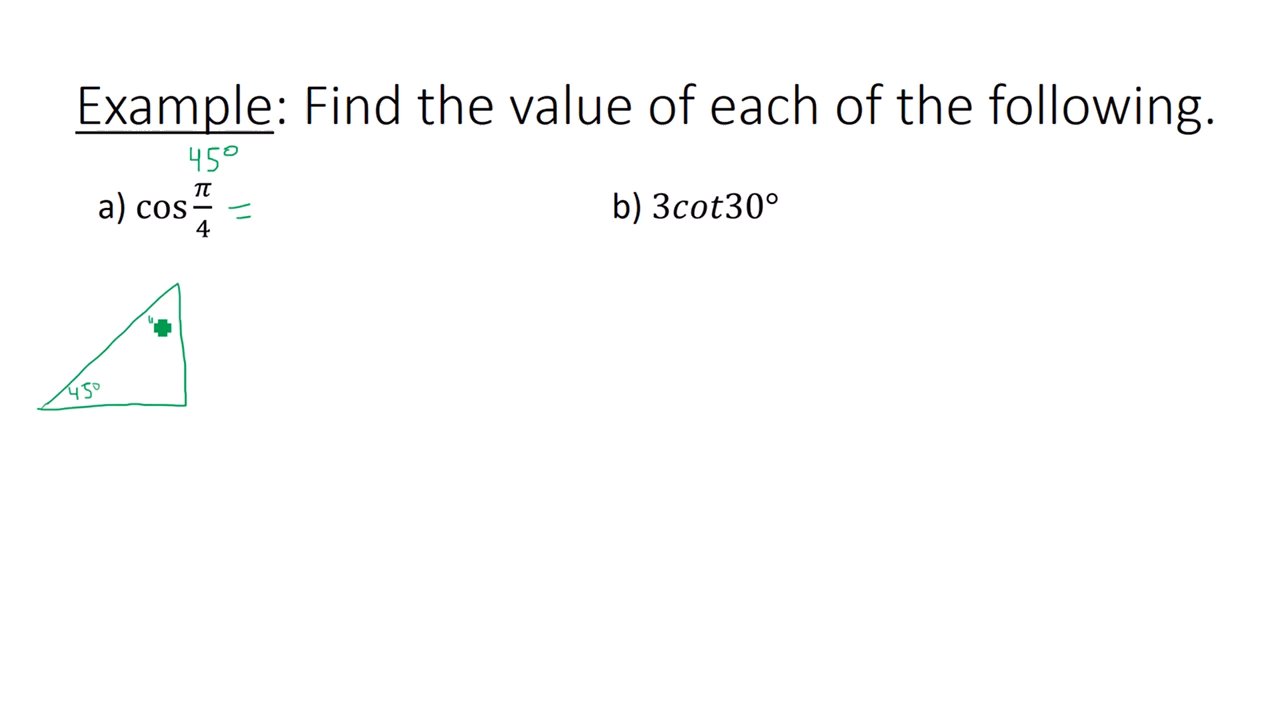 Example: Find the value of each of the following.
45°
a) cos π/4 =
b) 3cot30°
45°